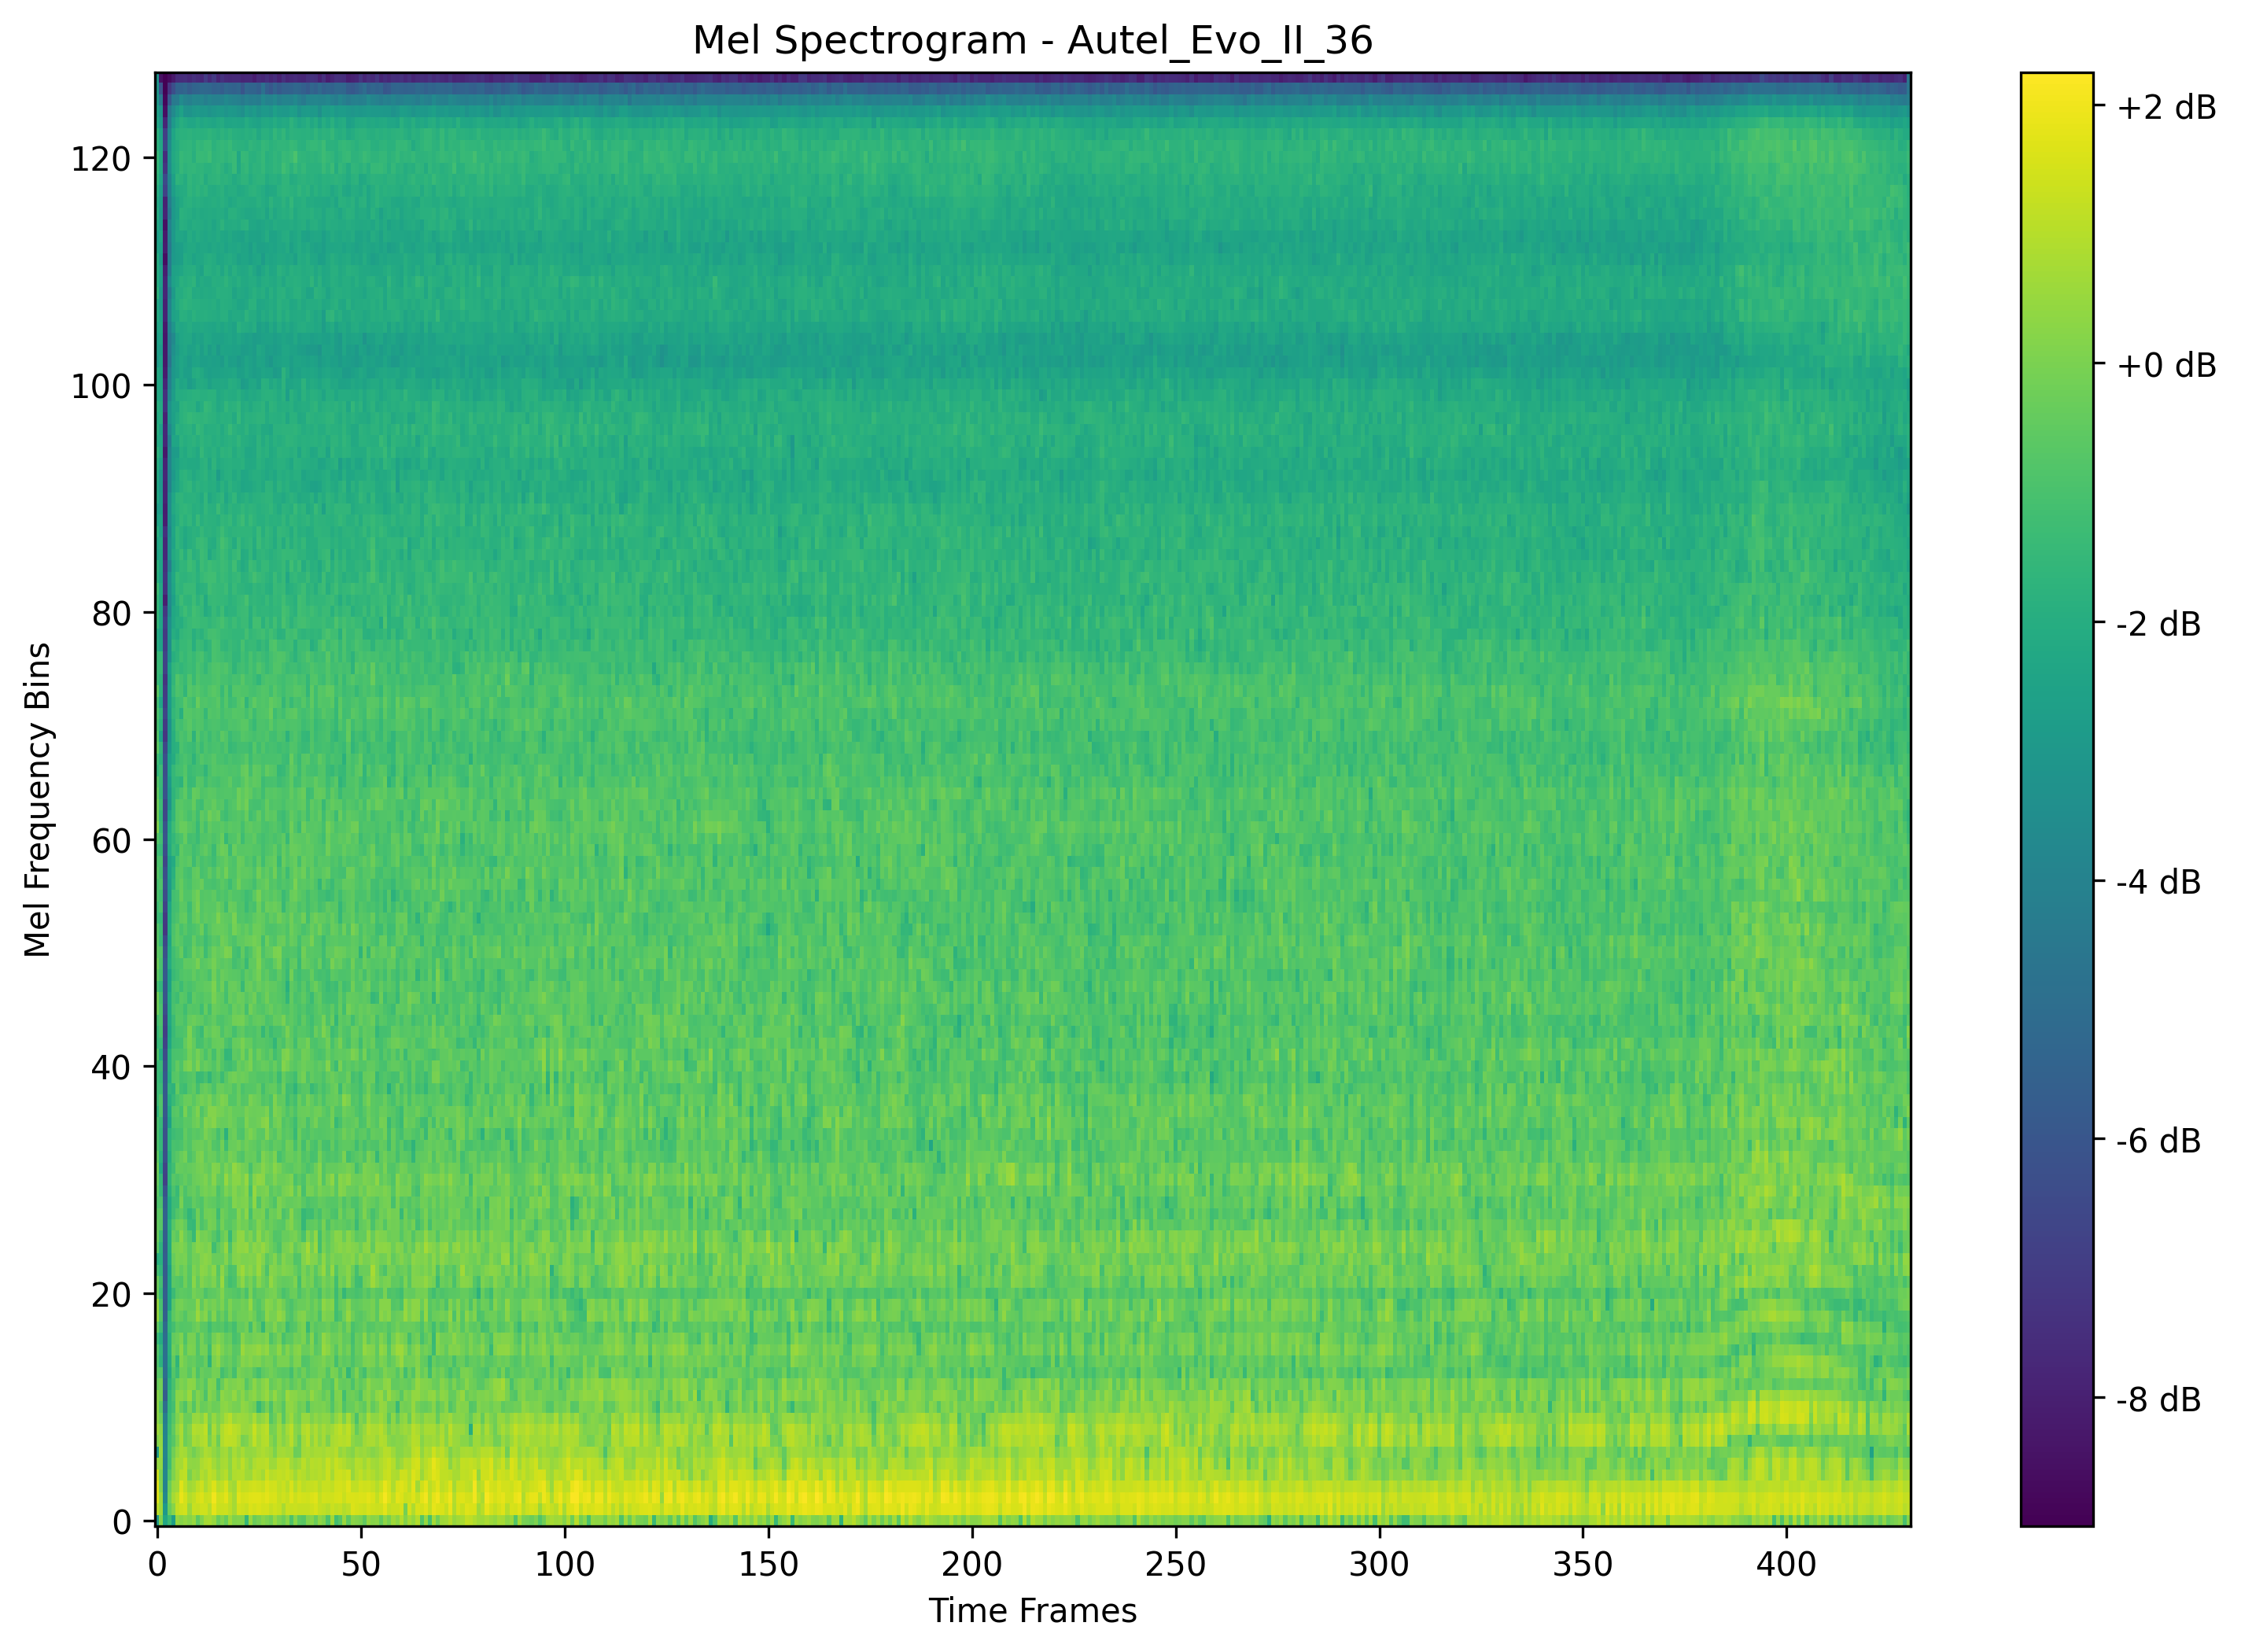 Mel Spectrogram - Autel_Evo_II_36
Mel Frequency Bins
120
100
80
60
40
20
0
0 50 100 150 200 250 300 350 400
Time Frames
+2 dB
+0 dB
-2 dB
-4 dB
-6 dB
-8 dB